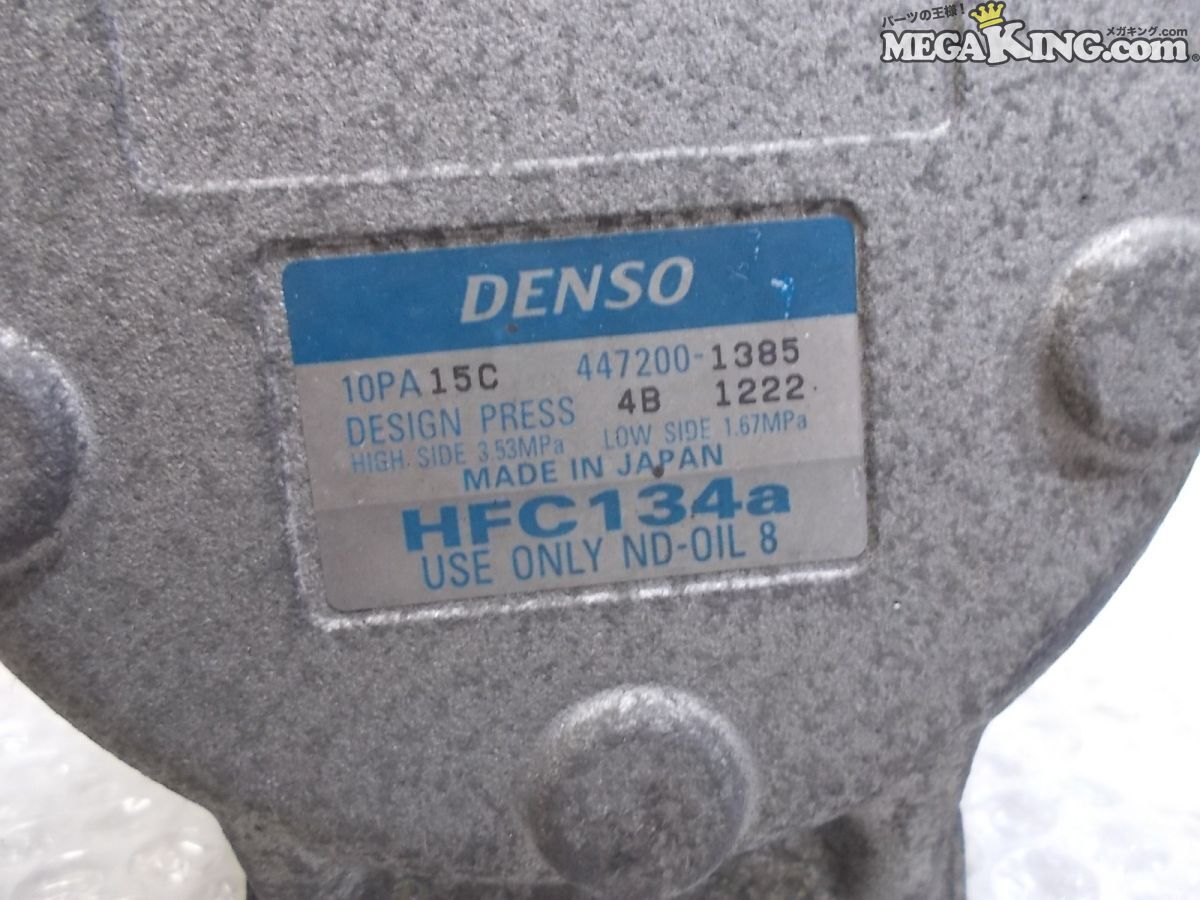 パーツの王様！
メガキング.com
MEGAKING.com®
DENSO
10PA15C 447200-1385
DESIGN PRESS 4B 1222
HIGH SIDE 3.53MPa LOW SIDE 1.67MPa
MADE IN JAPAN
HFC134a
USE ONLY ND-OIL 8